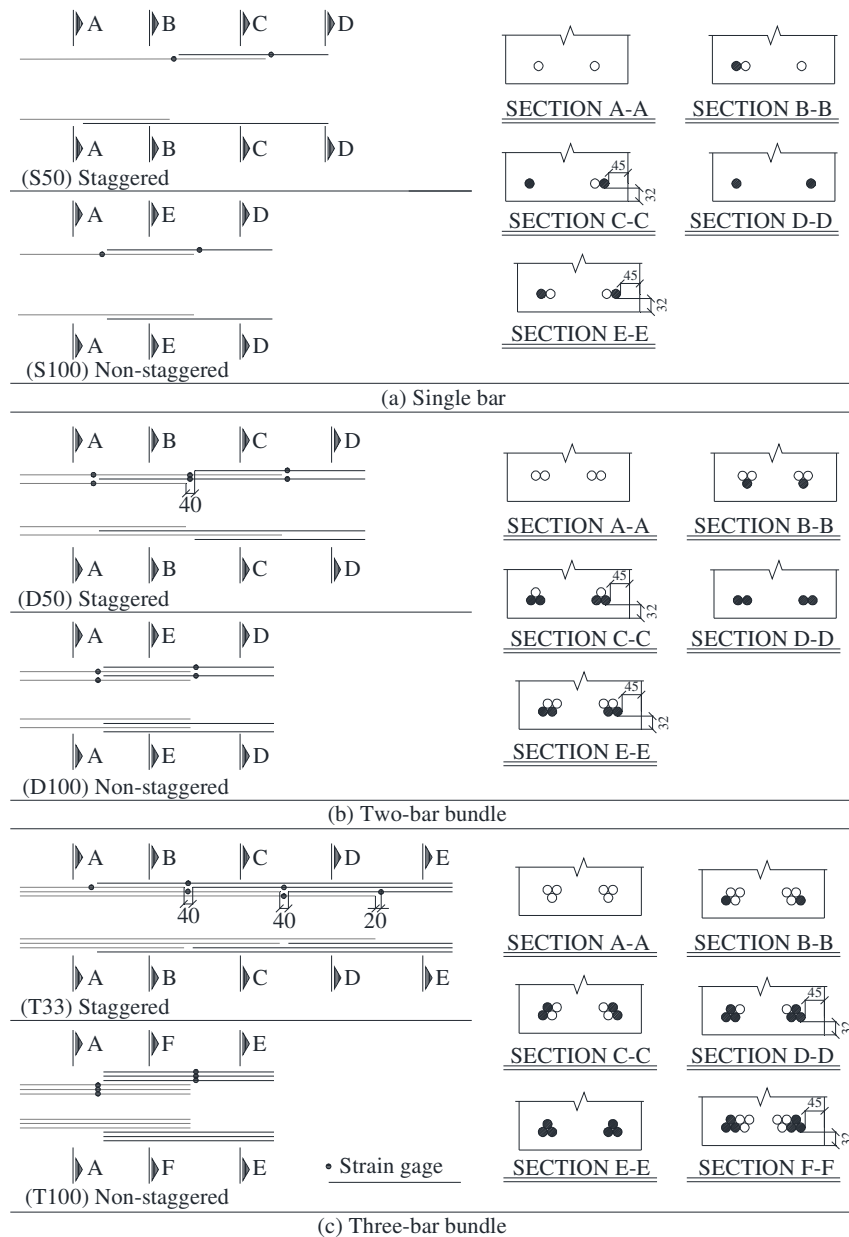 A B C D
A B C D
(S50) Staggered
A E D
A E D
(S100) Non-staggered
SECTION A-A SECTION B-B
45
32
SECTION C-C SECTION D-D
45
32
SECTION E-E
(a) Single bar
A B C D
40
A B C D
(D50) Staggered
A E D
A E D
(D100) Non-staggered
SECTION A-A SECTION B-B
45
32
SECTION C-C SECTION D-D
45
32
SECTION E-E
(b) Two-bar bundle
A B C D E
40 40 20
A B C D E
(T33) Staggered
A F E
A F E
Strain gage
(T100) Non-staggered
SECTION A-A SECTION B-B
45
32
SECTION C-C SECTION D-D
45
32
SECTION E-E SECTION F-F
(c) Three-bar bundle